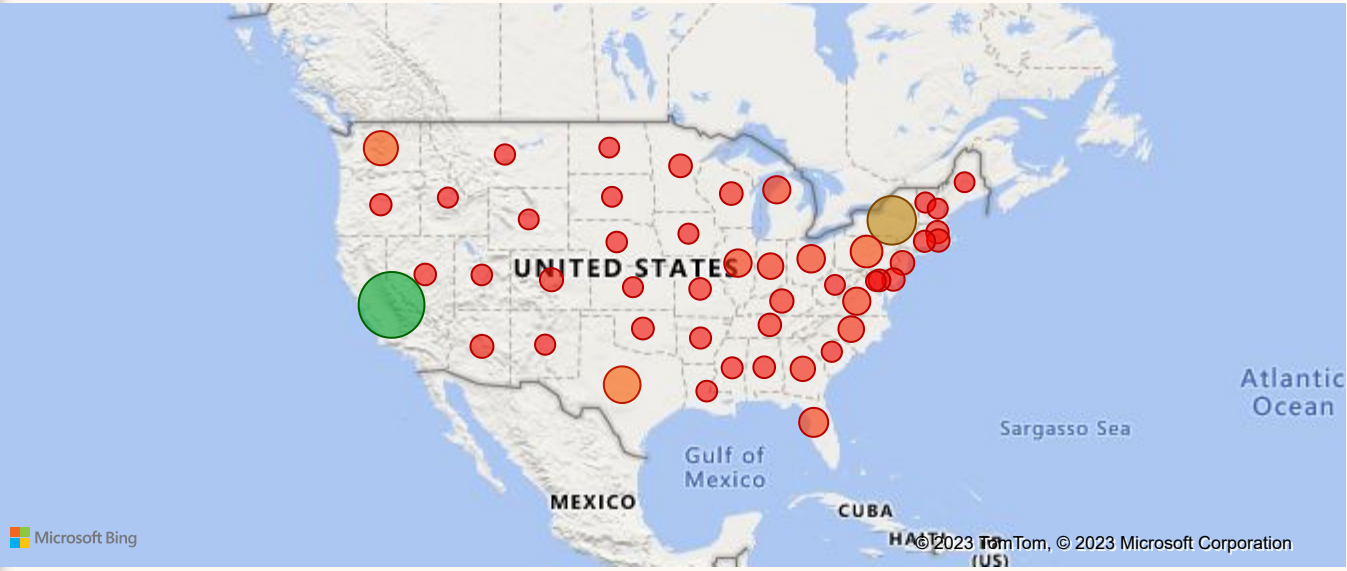 UNITED STATES
Atlantic
Ocean
Sargasso Sea
Gulf of
Mexico
MEXICO
CUBA
Microsoft Bing
© 2023 TomTom, © 2023 Microsoft Corporation
(US)